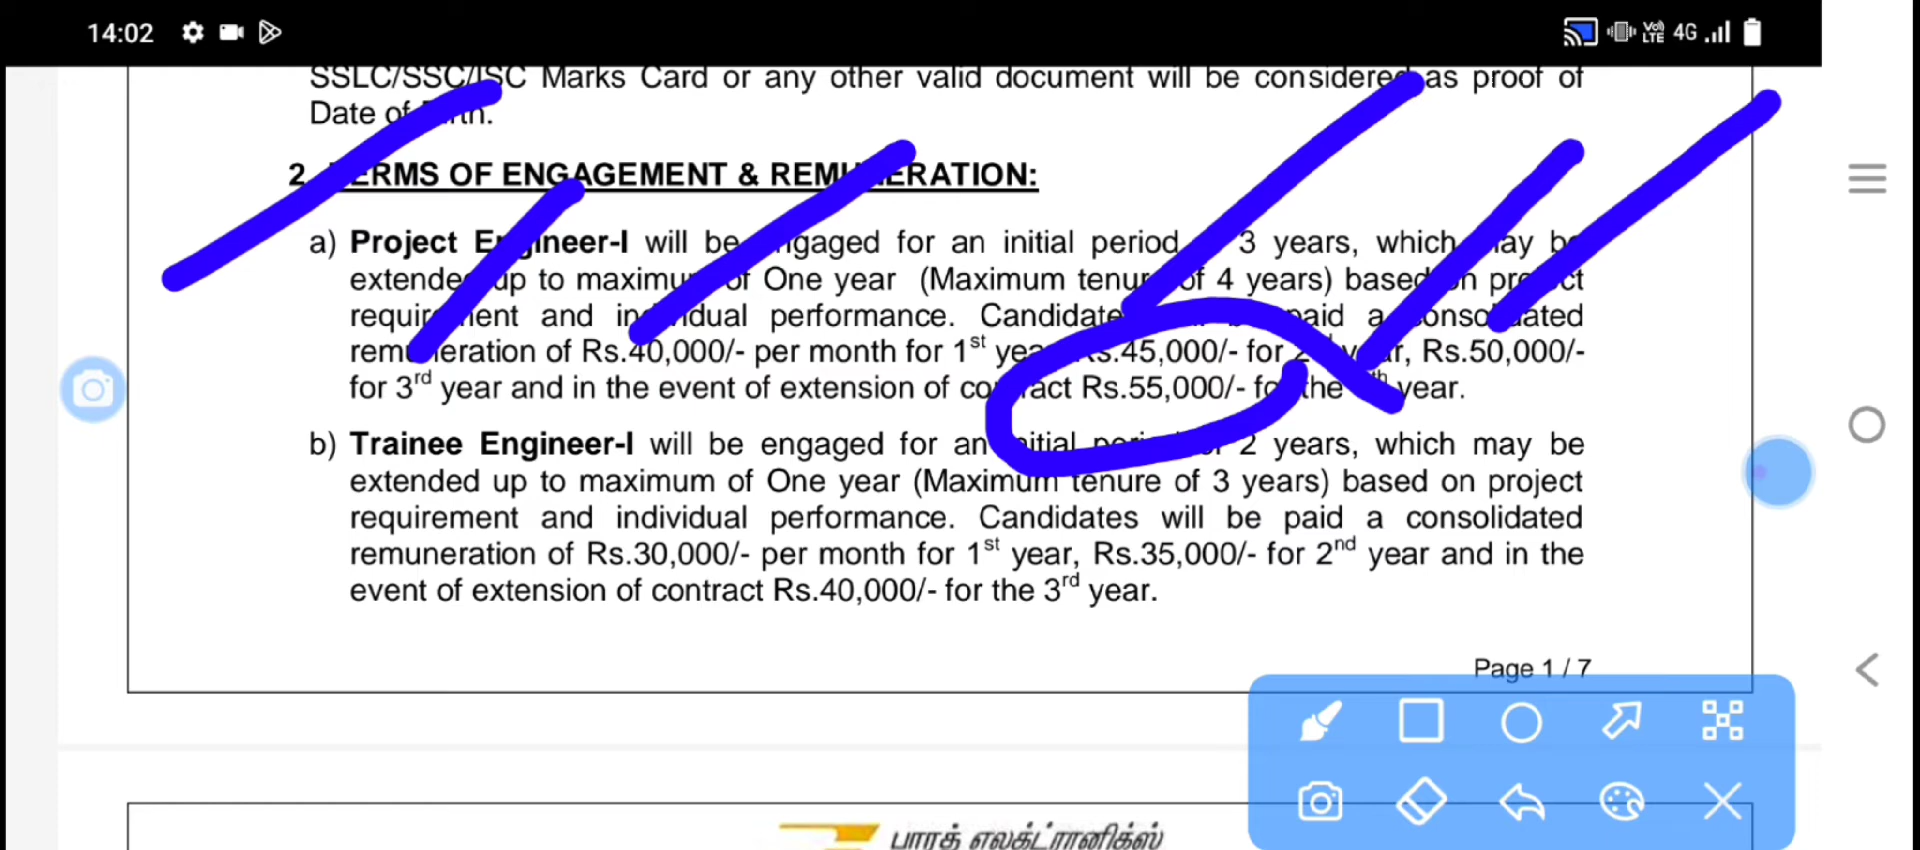 14:02
VoI) LTE 4G
SSLC/SSC/ISC Marks Card or any other valid document will be considered as proof of
Date of Birth.
2. TERMS OF ENGAGEMENT & REMUNERATION:
a) Project Engineer-I will be engaged for an initial period of 3 years, which may be
extended up to maximum of One year (Maximum tenure of 4 years) based on project
requirement and individual performance. Candidates will be paid a consolidated
remuneration of Rs.40,000/- per month for 1st year, Rs.45,000/- for 2nd year, Rs.50,000/-
for 3rd year and in the event of extension of contract Rs.55,000/- for the 4th year.
b) Trainee Engineer-I will be engaged for an initial period of 2 years, which may be
extended up to maximum of One year (Maximum tenure of 3 years) based on project
requirement and individual performance. Candidates will be paid a consolidated
remuneration of Rs.30,000/- per month for 1st year, Rs.35,000/- for 2nd year and in the
event of extension of contract Rs.40,000/- for the 3rd year.
Page 1 / 7
பாரத் எலக்ட்ரானிக்ஸ்